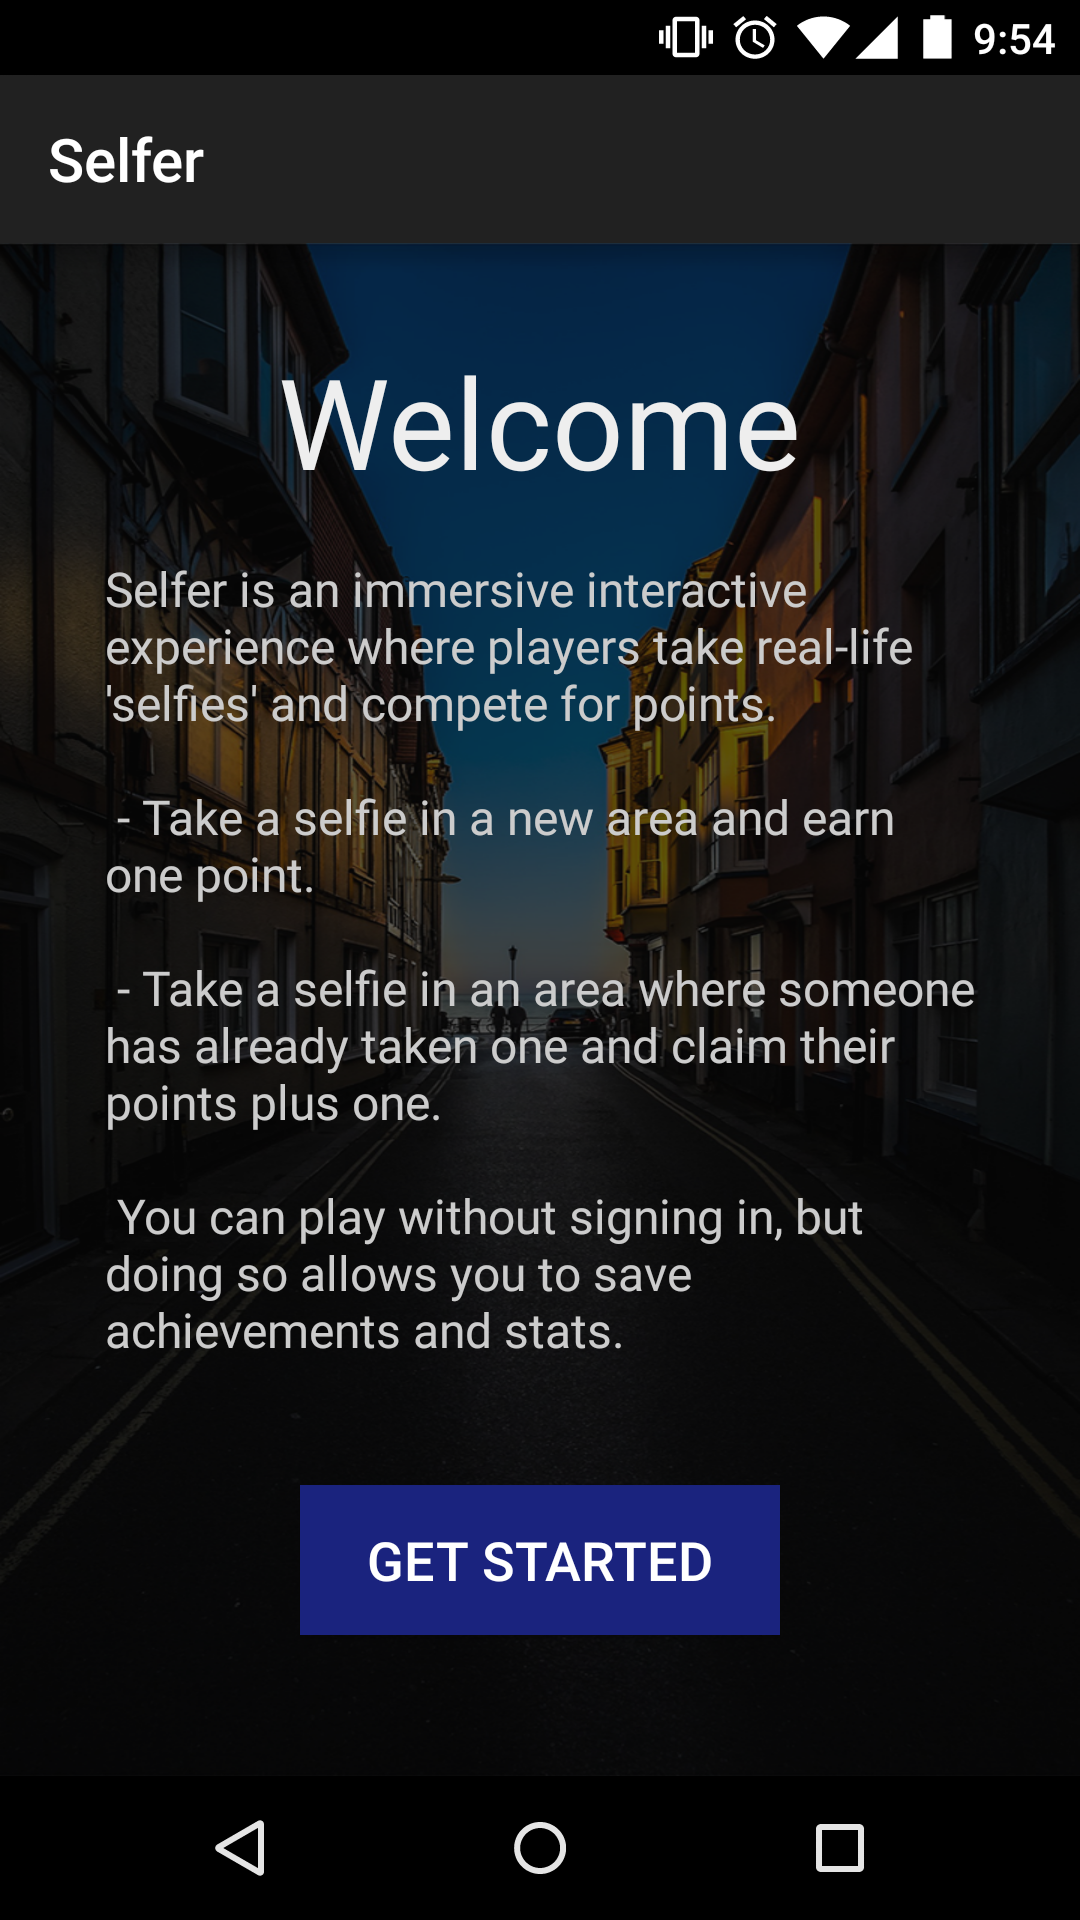 9:54
Selfer
Welcome
Selfer is an immersive interactive
experience where players take real-life
'selfies' and compete for points.
- Take a selfie in a new area and earn
one point.
- Take a selfie in an area where someone
has already taken one and claim their
points plus one.
You can play without signing in, but
doing so allows you to save
achievements and stats.
GET STARTED